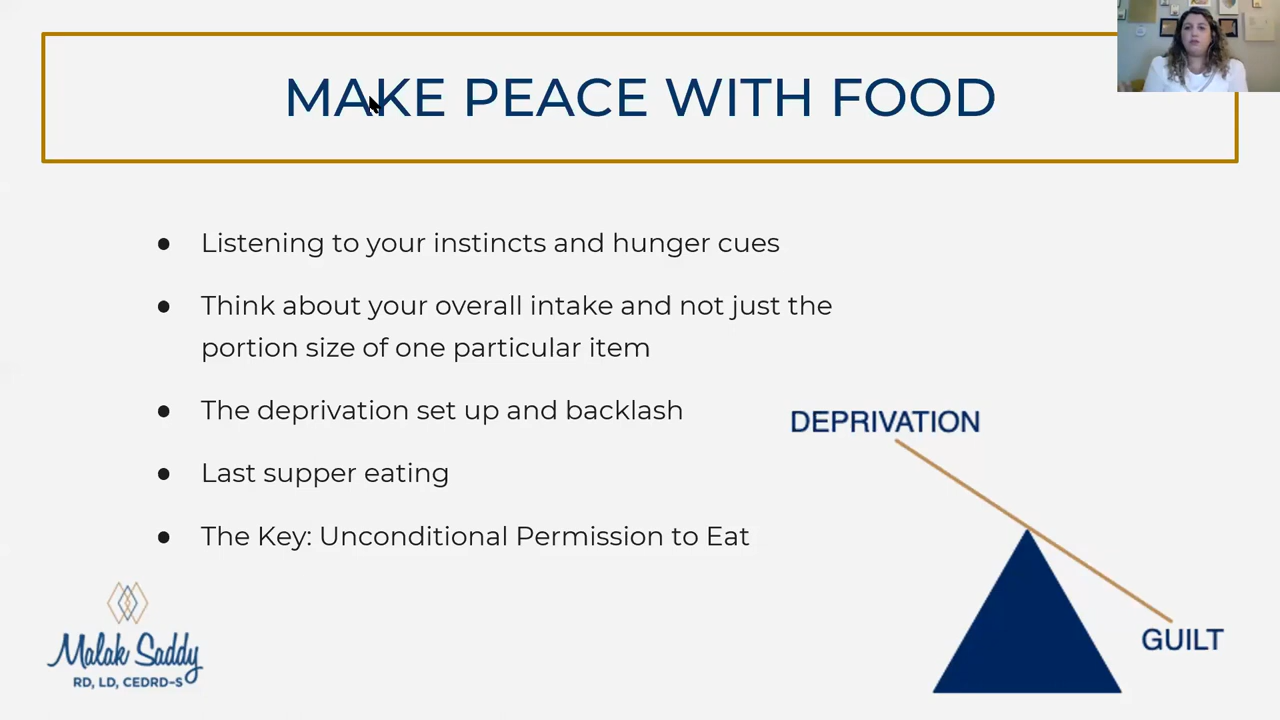 MAKE PEACE WITH FOOD
● Listening to your instincts and hunger cues
● Think about your overall intake and not just the
portion size of one particular item
● The deprivation set up and backlash
● Last supper eating
● The Key: Unconditional Permission to Eat
DEPRIVATION
GUILT
Malak Saddy
RD, LD, CEDRD-S